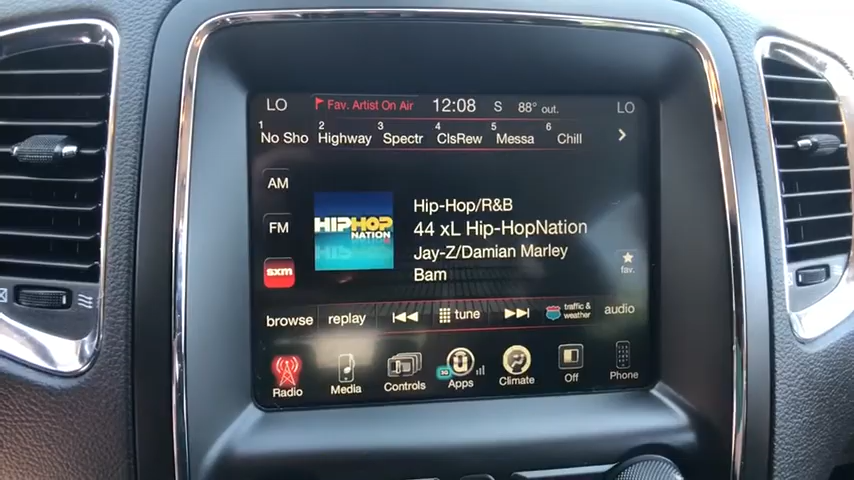 LO Fav. Artist On Air 12:08 S 88° out. LO
1 No Sho 2 Highway 3 Spectr 4 ClsRew 5 Messa 6 Chill
AM
FM
sxm
HIPHOP
NATION
Hip-Hop/R&B
44 xL Hip-HopNation
Jay-Z/Damian Marley
Bam
fav.
browse replay tune traffic & weather audio
Radio Media Controls 3G Apps Climate Off Phone